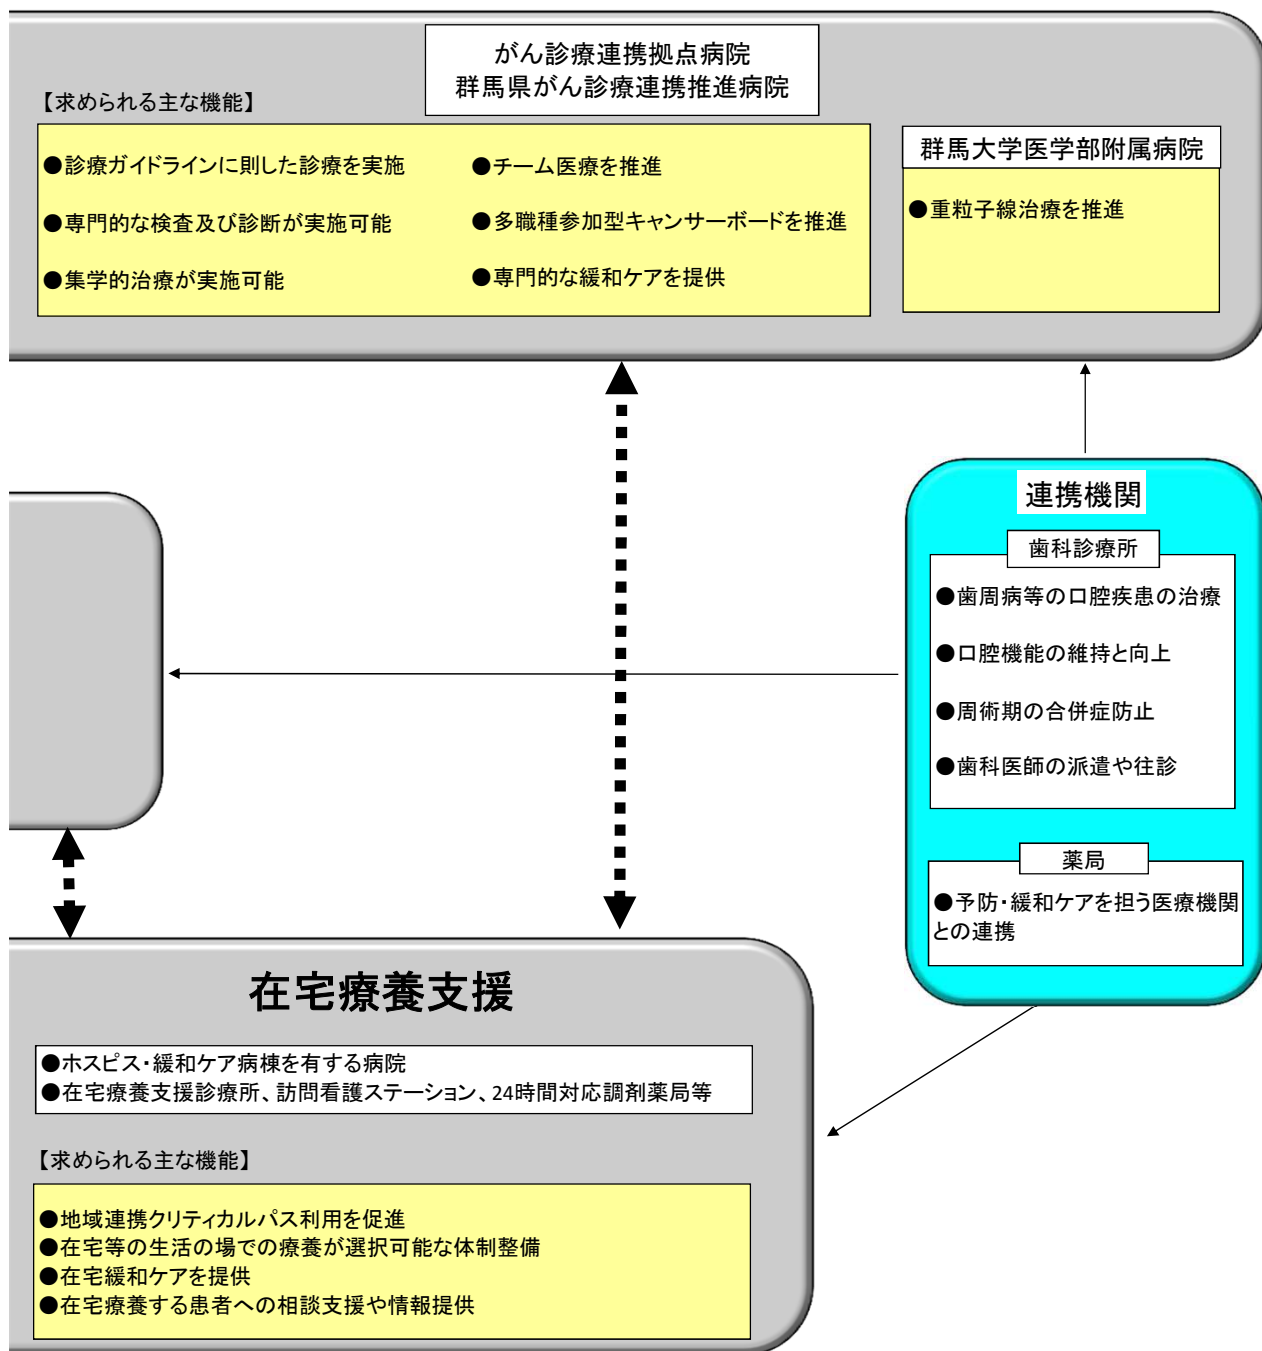 がん診療連携拠点病院
群馬県がん診療連携推進病院
【求められる主な機能】
●診療ガイドラインに則した診療を実施
●専門的な検査及び診断が実施可能
●集学的治療が実施可能
●チーム医療を推進
●多職種参加型キャンサーボードを推進
●専門的な緩和ケアを提供
群馬大学医学部附属病院
●重粒子線治療を推進
連携機関
歯科診療所
●歯周病等の口腔疾患の治療
●口腔機能の維持と向上
●周術期の合併症防止
●歯科医師の派遣や往診
薬局
●予防・緩和ケアを担う医療機関
との連携
在宅療養支援
●ホスピス・緩和ケア病棟を有する病院
●在宅療養支援診療所、訪問看護ステーション、24時間対応調剤薬局等
【求められる主な機能】
●地域連携クリティカルパス利用を促進
●在宅等の生活の場での療養が選択可能な体制整備
●在宅緩和ケアを提供
●在宅療養する患者への相談支援や情報提供